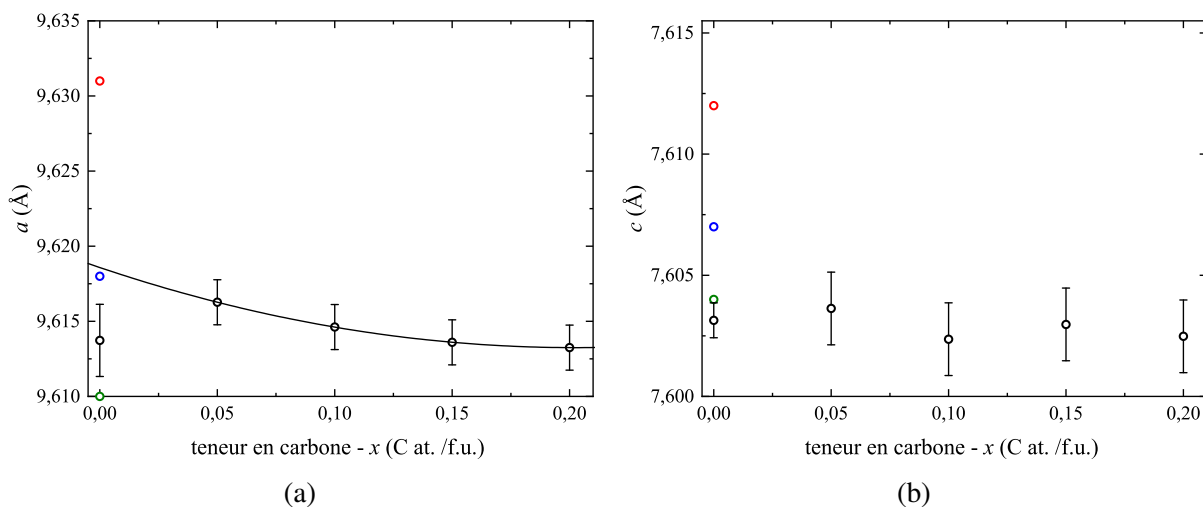 9,635
9,630
9,625
9,620
9,615
9,610
a (Å)
0,00 0,05 0,10 0,15 0,20
teneur en carbone - x (C at. /f.u.)
(a)
7,615
7,610
7,605
7,600
c (Å)
0,00 0,05 0,10 0,15 0,20
teneur en carbone - x (C at. /f.u.)
(b)